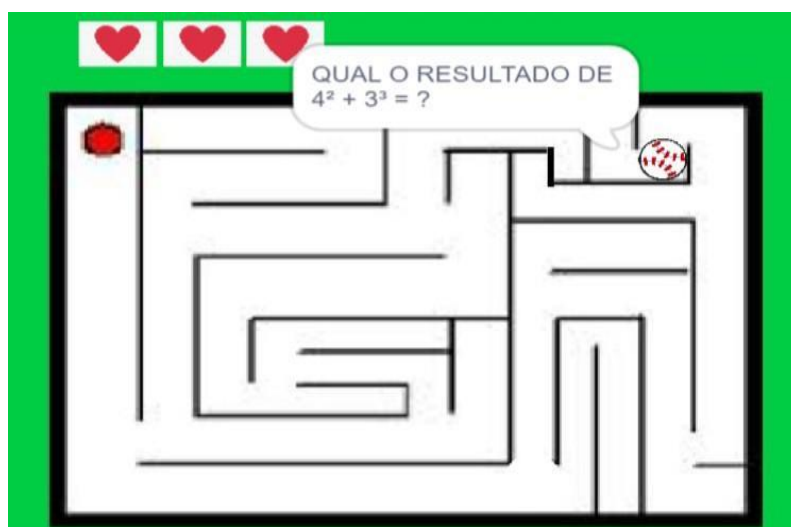 QUAL O RESULTADO DE
4² + 3³ = ?